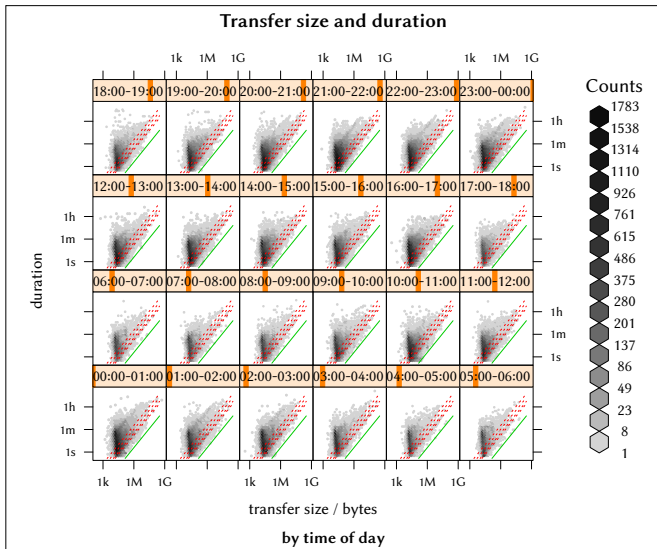 Transfer size and duration
1k 1M 1G 1k 1M 1G 1k 1M 1G
18:00-19:00 19:00-20:00 20:00-21:00 21:00-22:00 22:00-23:00 23:00-00:00
1h
1m
1s
12:00-13:00 13:00-14:00 14:00-15:00 15:00-16:00 16:00-17:00 17:00-18:00
1h
1m
1s
06:00-07:00 07:00-08:00 08:00-09:00 09:00-10:00 10:00-11:00 11:00-12:00
1h
1m
1s
00:00-01:00 01:00-02:00 02:00-03:00 03:00-04:00 04:00-05:00 05:00-06:00
1h
1m
1s
1k 1M 1G 1k 1M 1G 1k 1M 1G
duration
transfer size / bytes
by time of day
Counts
1783
1538
1314
1110
926
761
615
486
375
280
201
137
86
49
23
8
1